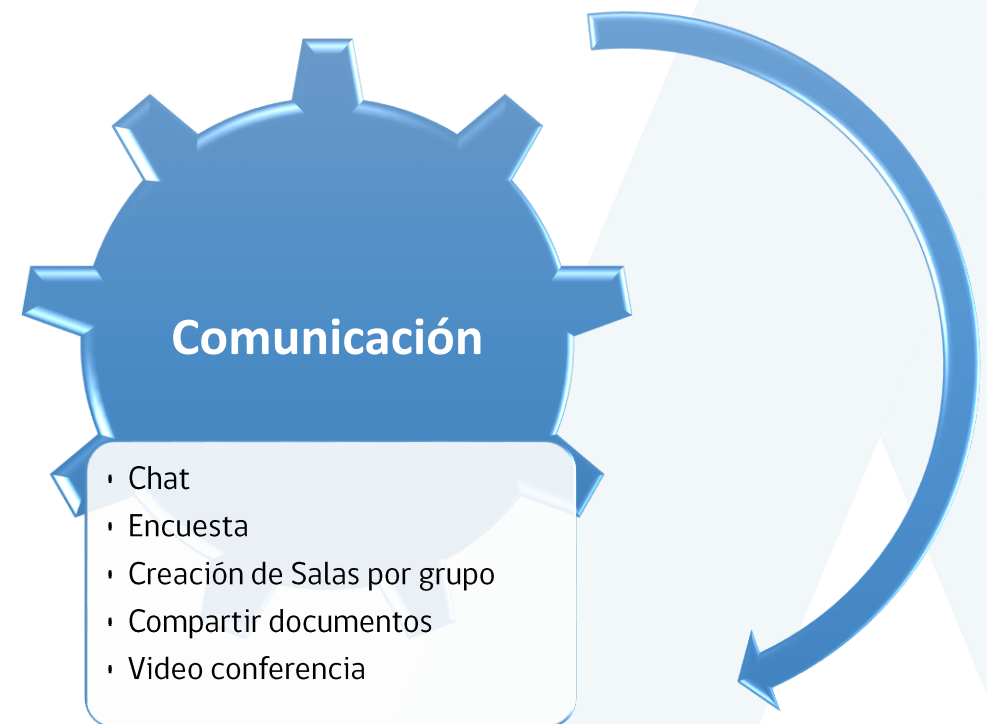 Comunicación
• Chat
• Encuesta
• Creación de Salas por grupo
• Compartir documentos
• Video conferencia